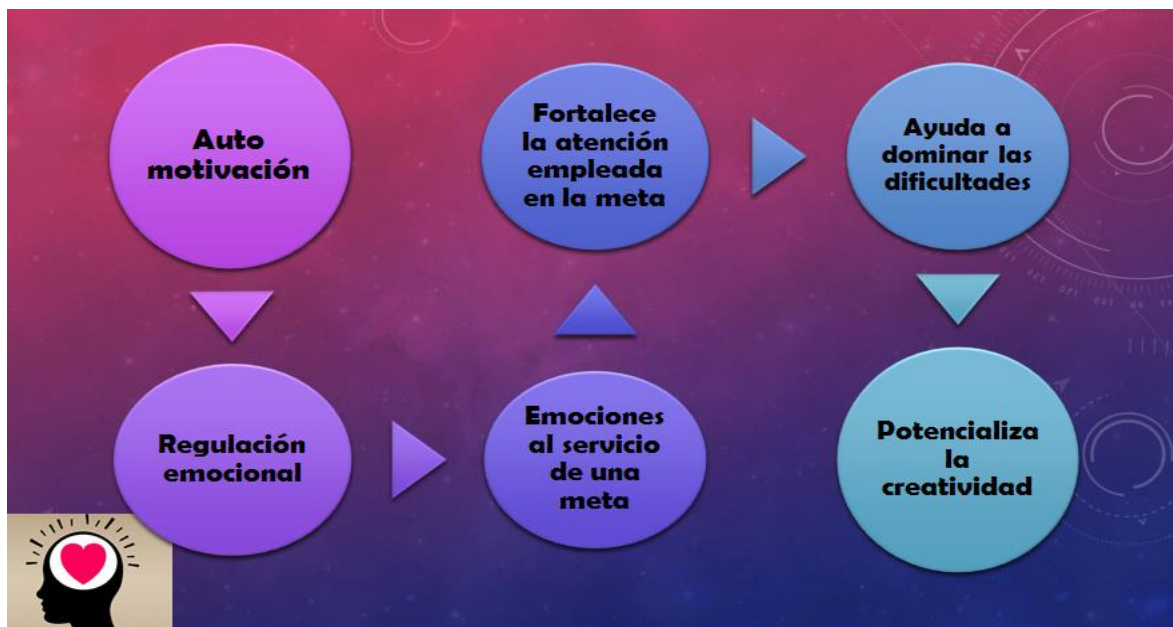 Auto
motivación
Regulación
emocional
Emociones
al servicio
de una
meta
Fortalece
la atención
empleada
en la meta
Ayuda a
dominar las
dificultades
Potencializa
la
creatividad